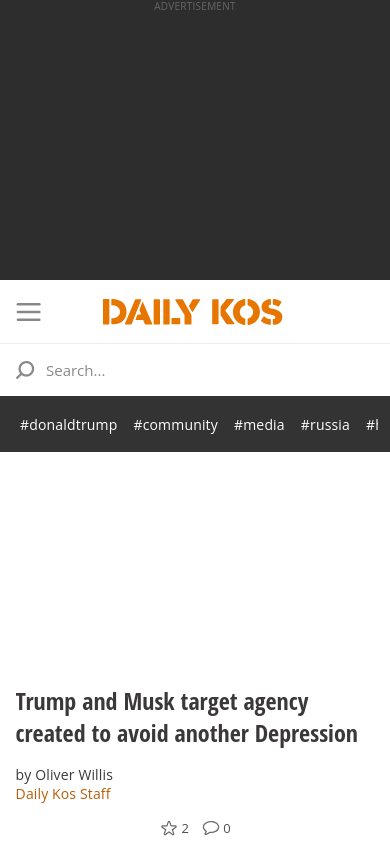 ADVERTISEMENT
DAILY KOS
Search...
#donaldtrump #community #media #russia #l
Trump and Musk target agency
created to avoid another Depression
by Oliver Willis
Daily Kos Staff
2 0